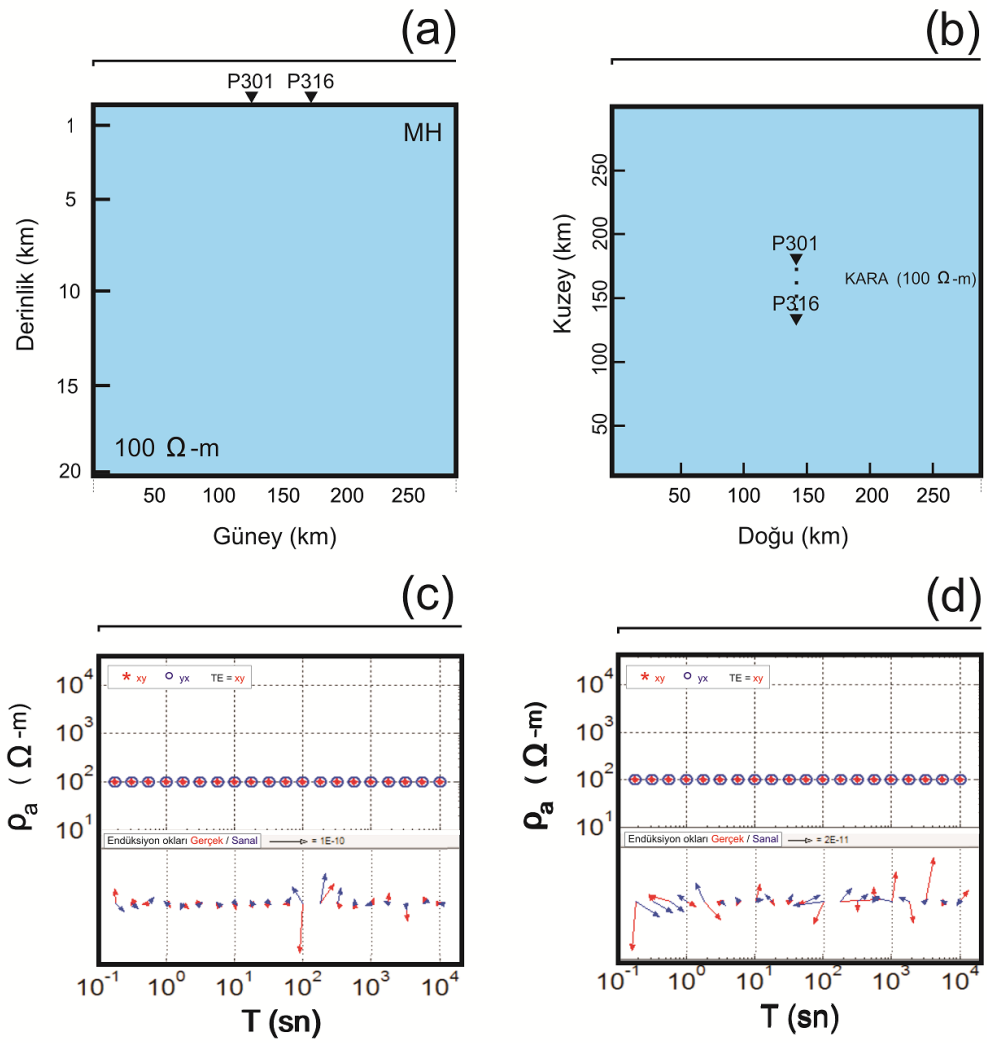 (a)
P301 P316
MH
1
5
10
15
20
Derinlik (km)
100 Ω-m
50 100 150 200 250
Güney (km)
(b)
250
200
150
100
50
Kuzey (km)
P301
KARA (100 Ω-m)
P316
50 100 150 200 250
Doğu (km)
(c)
* xy o yx TE = xy
10^4
10^3
10^2
10^1
ρa (Ω-m)
Endüksiyon okları Gerçek / Sanal = 1E-10
10^-1 10^0 10^1 10^2 10^3 10^4
T (sn)
(d)
* xy o yx TE = xy
10^4
10^3
10^2
10^1
ρa (Ω-m)
Endüksiyon okları Gerçek / Sanal = 2E-11
10^-1 10^0 10^1 10^2 10^3 10^4
T (sn)